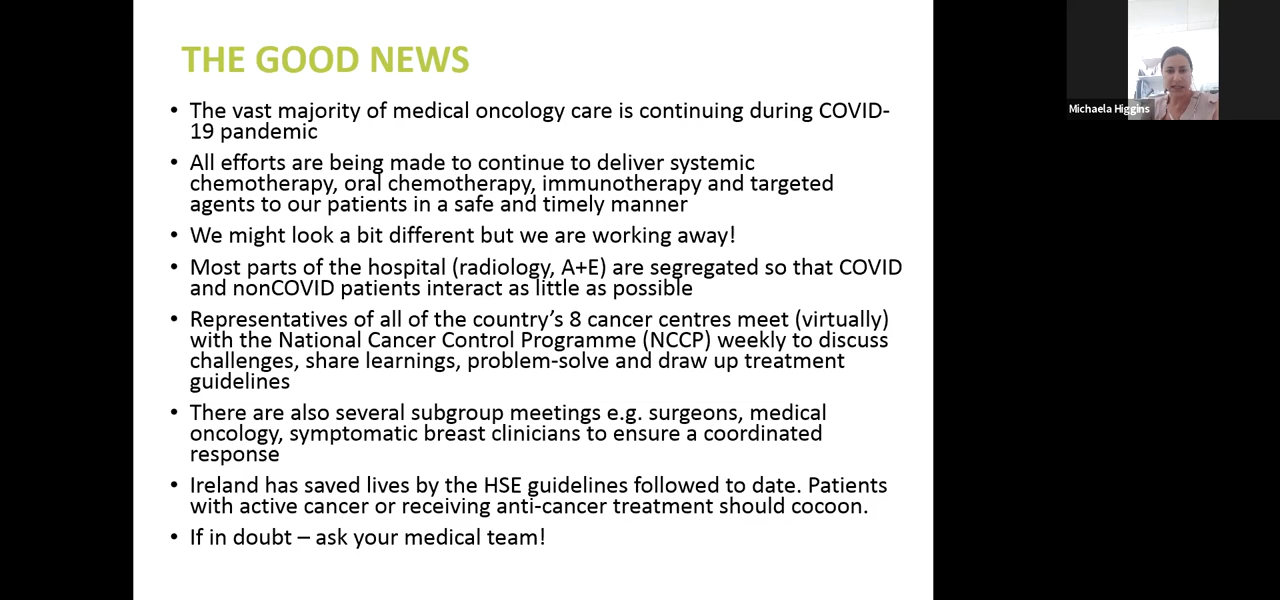 THE GOOD NEWS
• The vast majority of medical oncology care is continuing during COVID-
19 pandemic
• All efforts are being made to continue to deliver systemic
chemotherapy, oral chemotherapy, immunotherapy and targeted
agents to our patients in a safe and timely manner
• We might look a bit different but we are working away!
• Most parts of the hospital (radiology, A+E) are segregated so that COVID
and nonCOVID patients interact as little as possible
• Representatives of all of the country’s 8 cancer centres meet (virtually)
with the National Cancer Control Programme (NCCP) weekly to discuss
challenges, share learnings, problem-solve and draw up treatment
guidelines
• There are also several subgroup meetings e.g. surgeons, medical
oncology, symptomatic breast clinicians to ensure a coordinated
response
• Ireland has saved lives by the HSE guidelines followed to date. Patients
with active cancer or receiving anti-cancer treatment should cocoon.
• If in doubt – ask your medical team!
Michaela Higgins